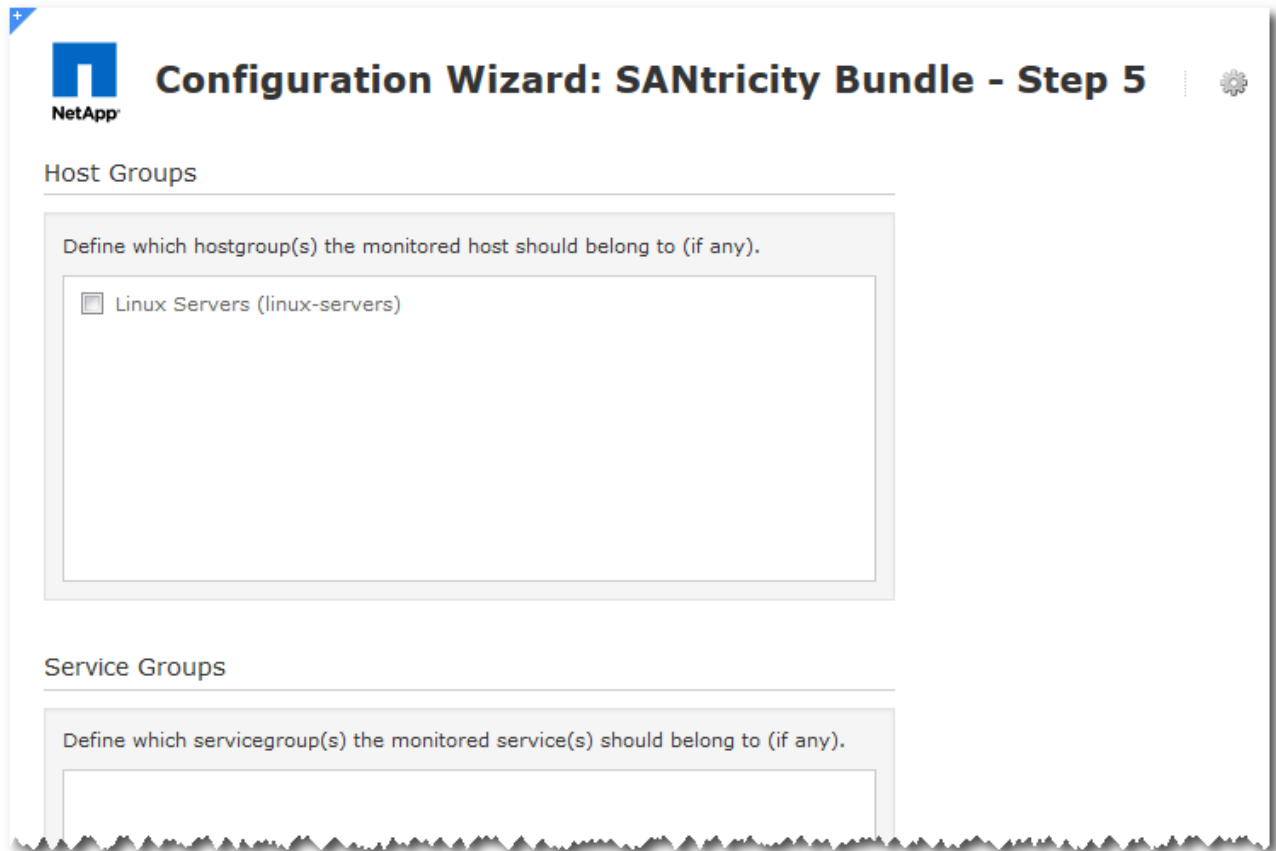 NetApp
Configuration Wizard: SANtricity Bundle - Step 5
Host Groups
Define which hostgroup(s) the monitored host should belong to (if any).
Linux Servers (linux-servers)
Service Groups
Define which servicegroup(s) the monitored service(s) should belong to (if any).